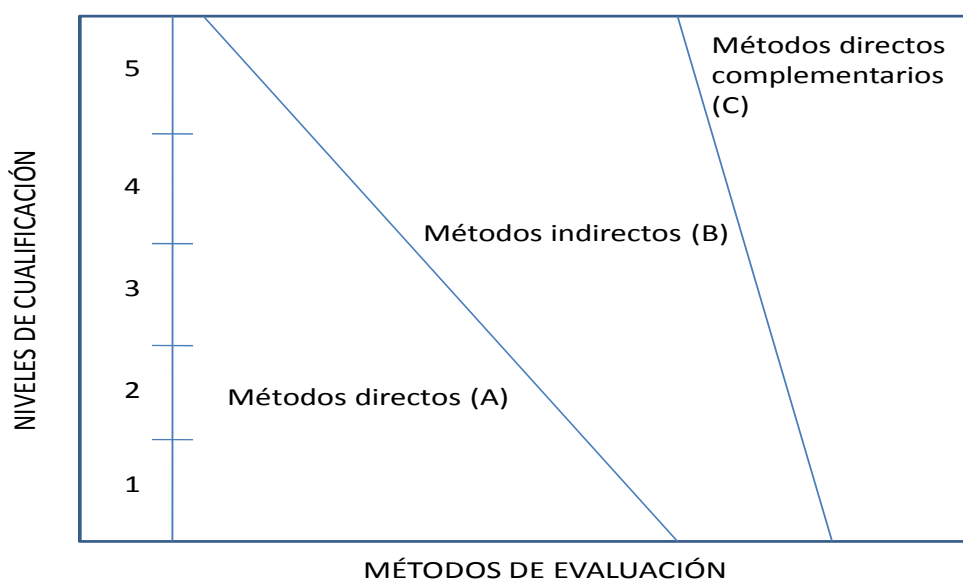 NIVELES DE CUALIFICACIÓN
5
4
3
2
1
Métodos directos
complementarios
(C)
Métodos indirectos (B)
Métodos directos (A)
MÉTODOS DE EVALUACIÓN